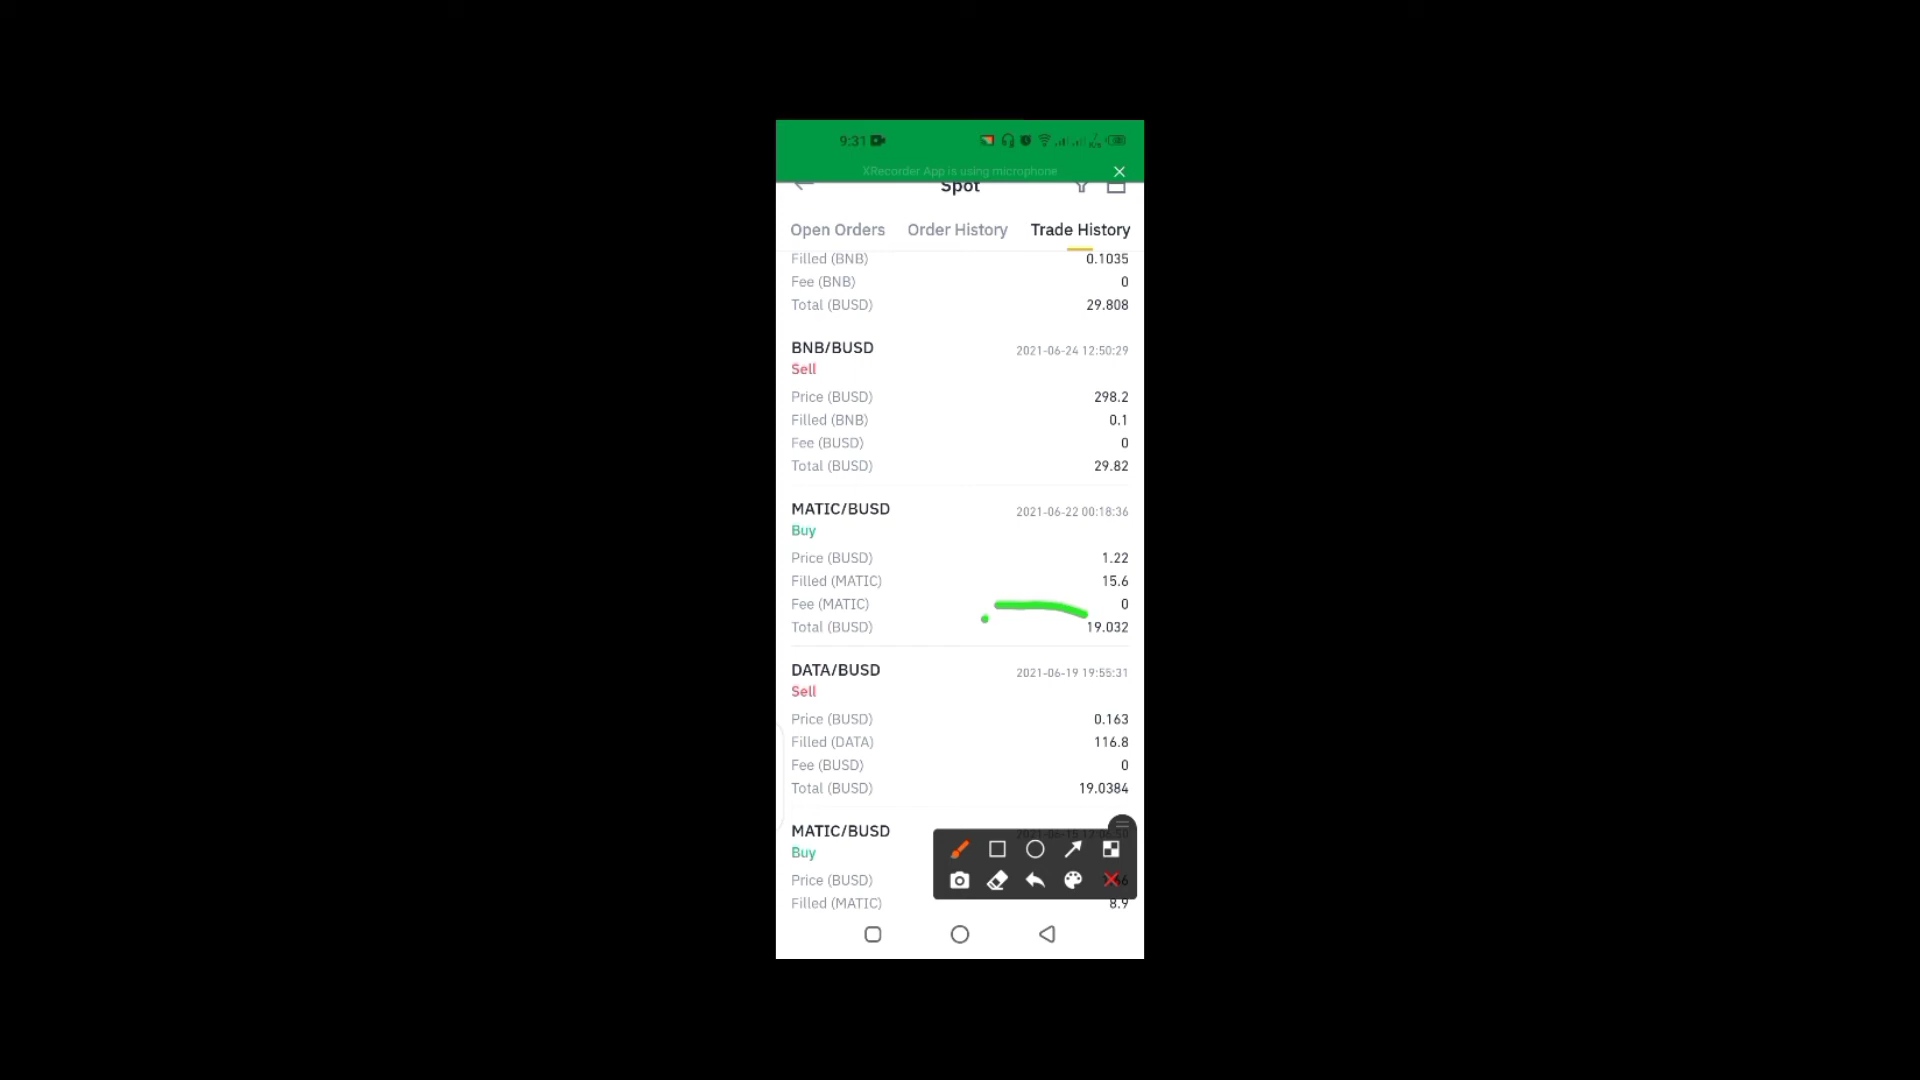 9:31
XRecorder App is using microphone
Spot
Open Orders Order History Trade History
Filled (BNB) 0.1035
Fee (BNB) 0
Total (BUSD) 29.808
BNB/BUSD 2021-06-24 12:50:29
Sell
Price (BUSD) 298.2
Filled (BNB) 0.1
Fee (BUSD) 0
Total (BUSD) 29.82
MATIC/BUSD 2021-06-22 00:18:36
Buy
Price (BUSD) 1.22
Filled (MATIC) 15.6
Fee (MATIC) 0
Total (BUSD) 19.032
DATA/BUSD 2021-06-19 19:55:31
Sell
Price (BUSD) 0.163
Filled (DATA) 116.8
Fee (BUSD) 0
Total (BUSD) 19.0384
MATIC/BUSD
Buy
Price (BUSD)
Filled (MATIC) 8.9